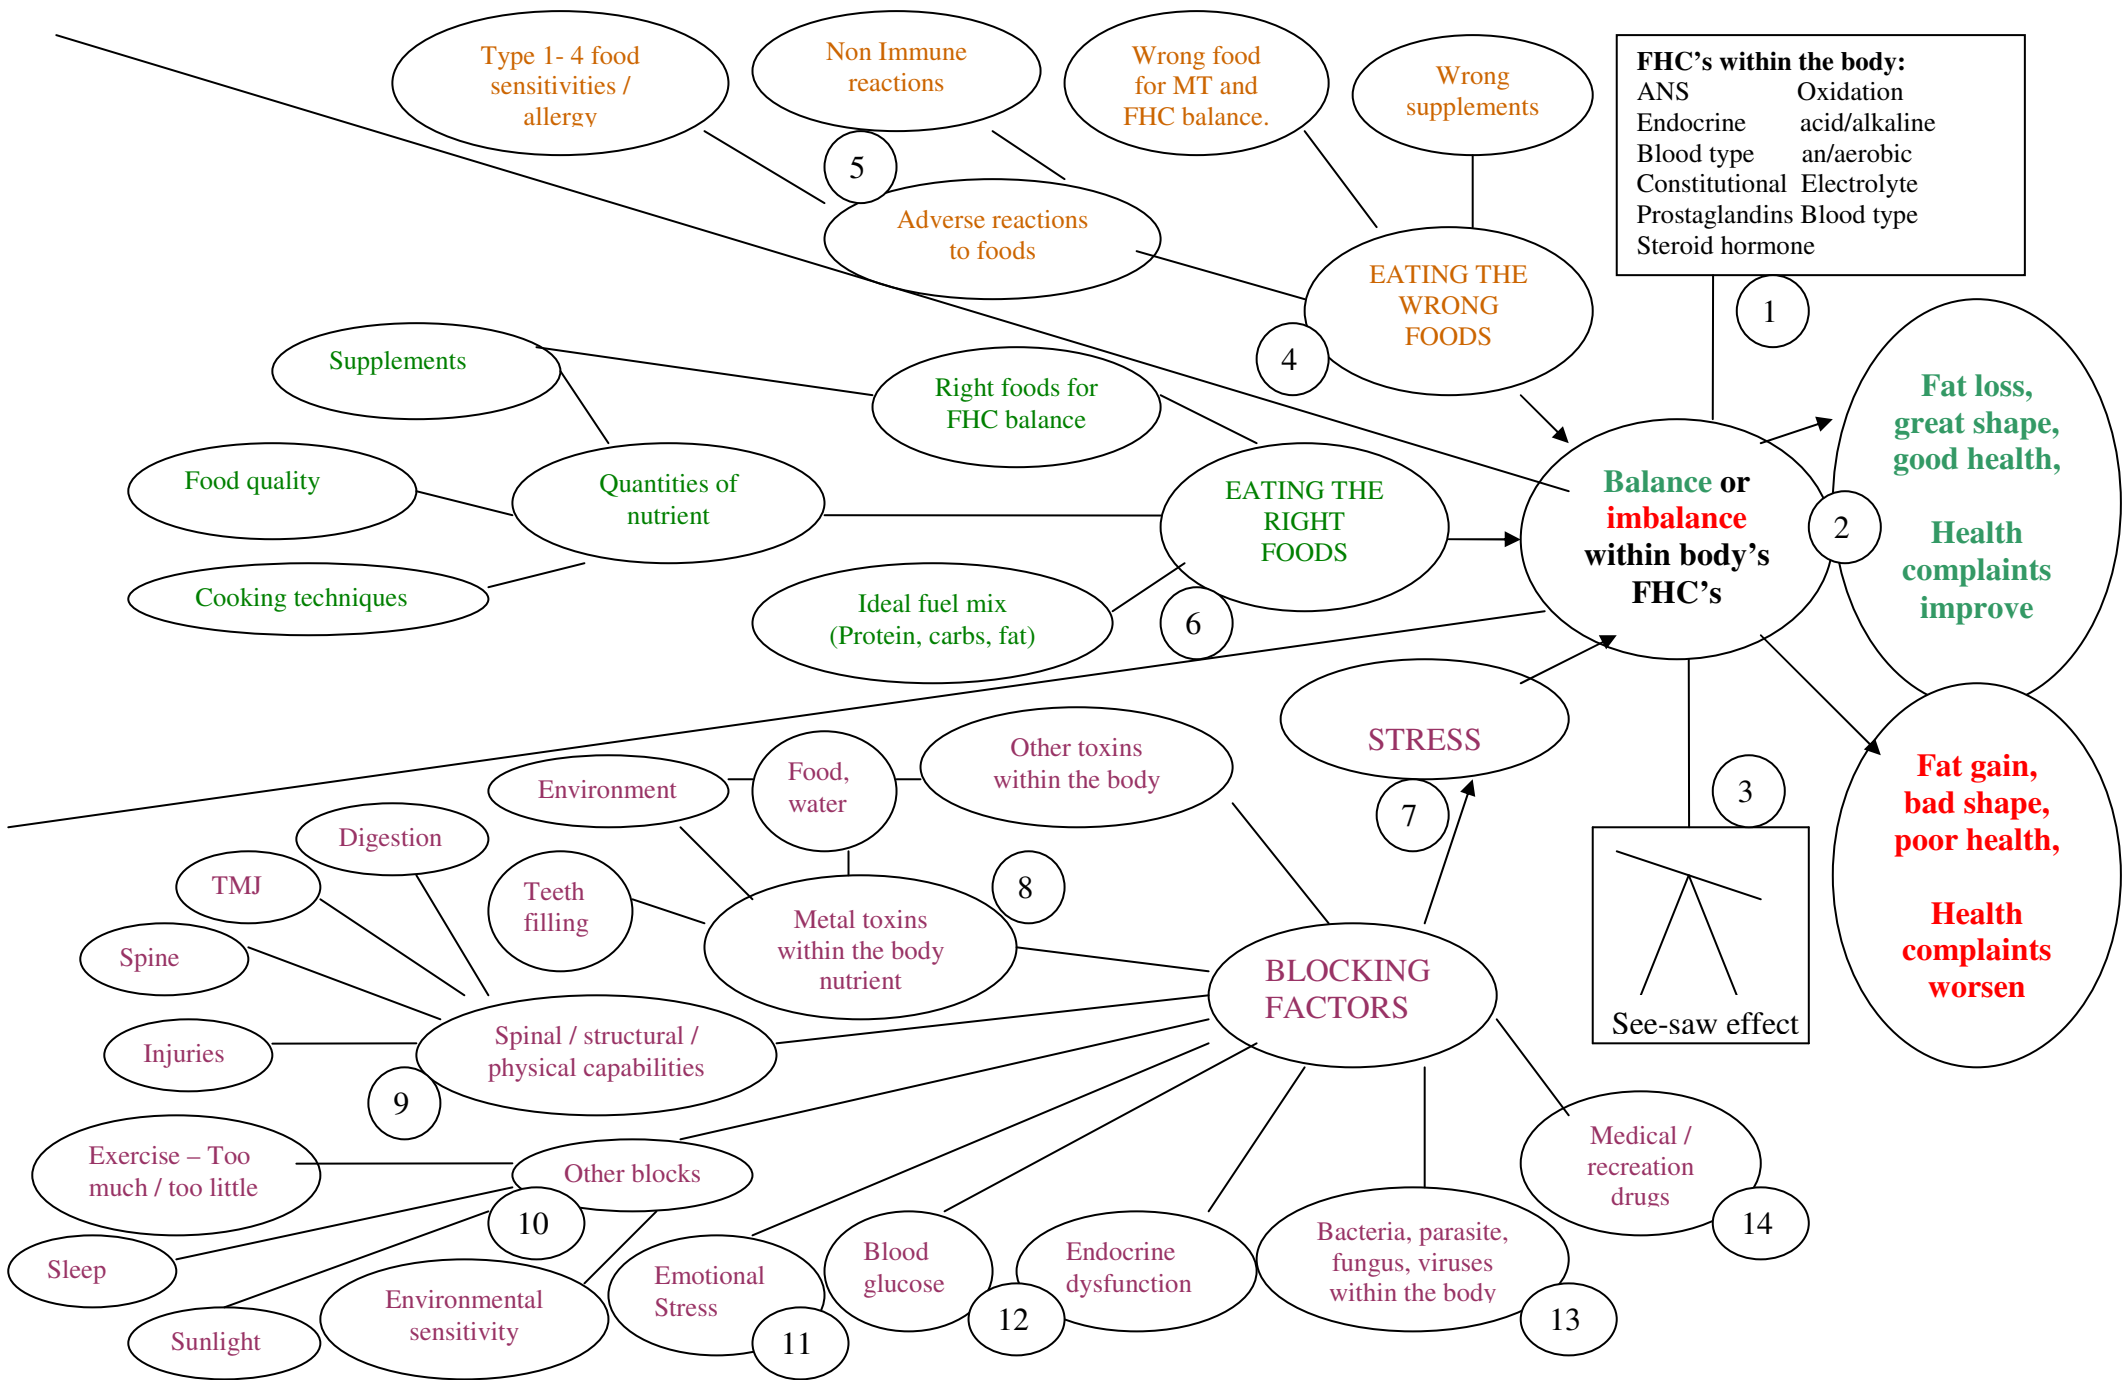 Type 1- 4 food
sensitivities /
allergy
Non Immune
reactions
Wrong food
for MT and
FHC balance.
Wrong
supplements
FHC's within the body:
ANS Oxidation
Endocrine acid/alkaline
Blood type an/aerobic
Constitutional Electrolyte
Prostaglandins Blood type
Steroid hormone
5
Adverse reactions
to foods
EATING THE
WRONG
FOODS
4
1
Supplements
Right foods for
FHC balance
Food quality
Quantities of
nutrient
Cooking techniques
EATING THE
RIGHT
FOODS
Ideal fuel mix
(Protein, carbs, fat)
6
Balance or
imbalance
within body's
FHC's
2
Fat loss,
great shape,
good health,
Health
complaints
improve
Fat gain,
bad shape,
poor health,
Health
complaints
worsen
3
See-saw effect
STRESS
7
Other toxins
within the body
Food,
water
Environment
Digestion
TMJ
Teeth
filling
8
Metal toxins
within the body
nutrient
Spine
Injuries
Spinal / structural /
physical capabilities
9
BLOCKING
FACTORS
Exercise – Too
much / too little
Other blocks
10
Sleep
Sunlight
Environmental
sensitivity
Emotional
Stress
11
Blood
glucose
12
Endocrine
dysfunction
Bacteria, parasite,
fungus, viruses
within the body
13
Medical /
recreation
drugs
14